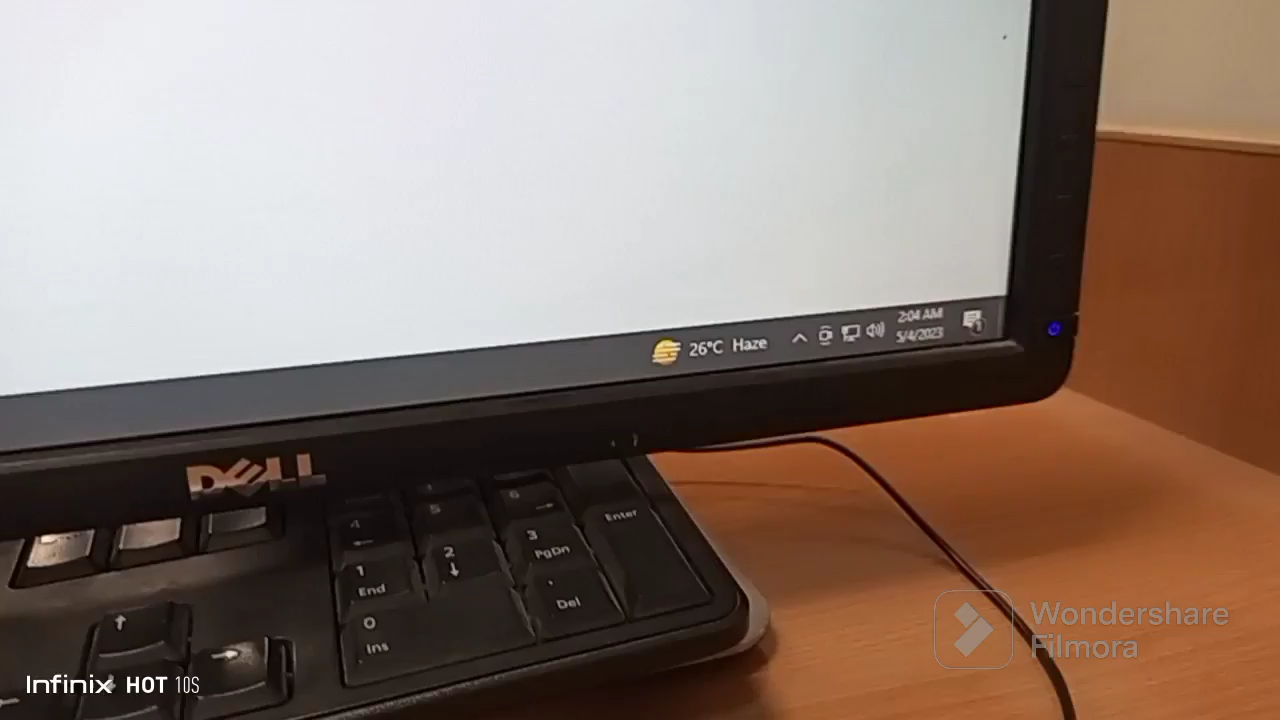 26°C Haze
2:04 AM
5/4/2023
1
DELL
4
5
6
Enter
1
End
2
3
PgDn
0
Ins
.
Del
Wondershare
Filmora
Infinix HOT 10S